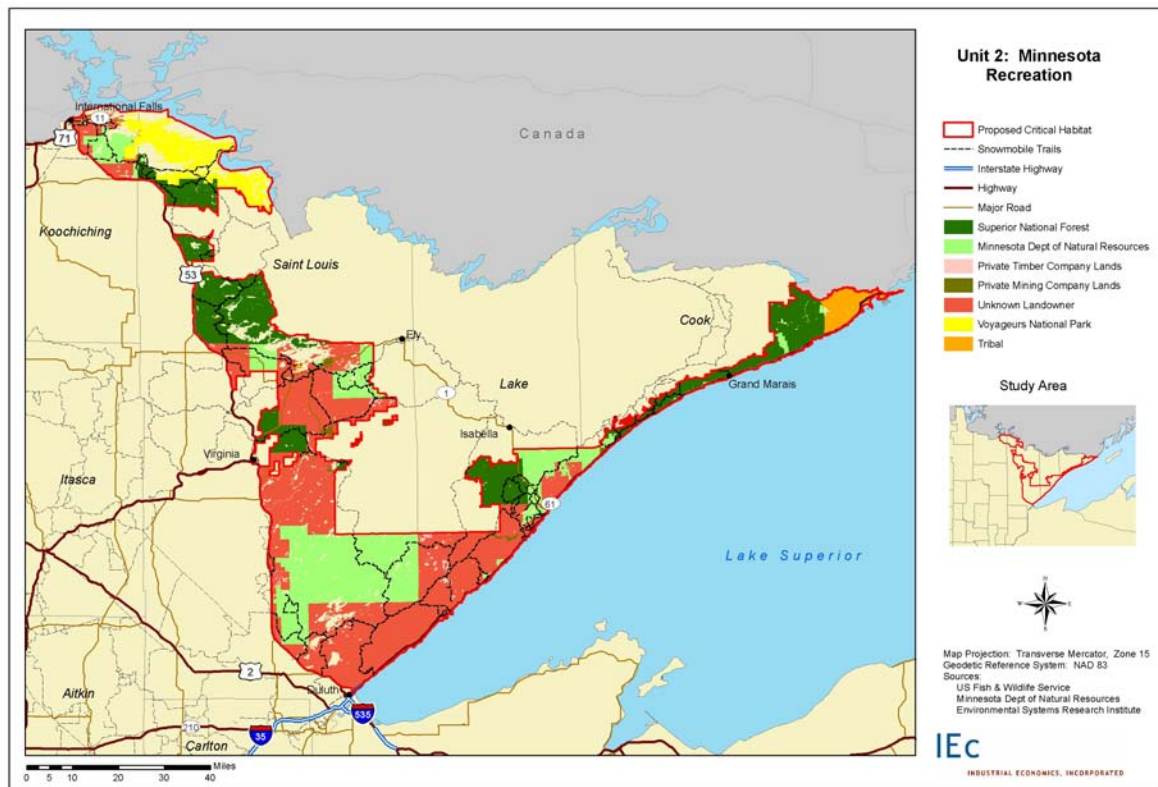 Unit 2: Minnesota
Recreation
Proposed Critical Habitat
Snowmobile Trails
Interstate Highway
Highway
Major Road
Superior National Forest
Minnesota Dept of Natural Resources
Private Timber Company Lands
Private Mining Company Lands
Unknown Landowner
Voyageurs National Park
Tribal
Study Area
N
W E
S
Map Projection: Transverse Mercator, Zone 15
Geodetic Reference System: NAD 83
Sources:
US Fish & Wildlife Service
Minnesota Dept of Natural Resources
Environmental Systems Research Institute
IEc
INDUSTRIAL ECONOMICS, INCORPORATED
International Falls
11
71
Canada
Koochiching
Saint Louis
53
Cook
Ely
Lake
Grand Marais
1
Isabella
Virginia
Itasca
61
Lake Superior
2
Duluth
Aitkin
535
210
35
Carlton
Miles
0 5 10 20 30 40